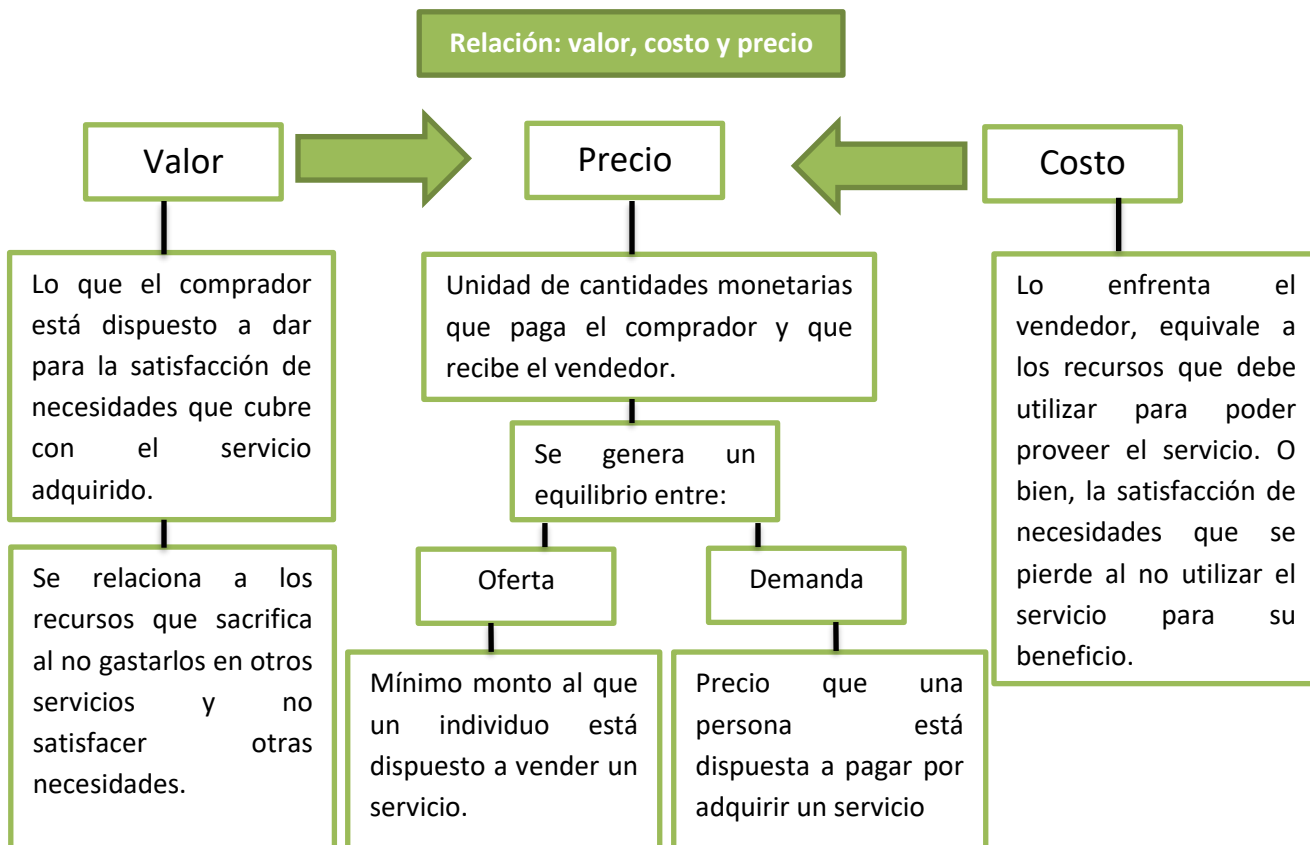 Relación: valor, costo y precio
Valor
Precio
Costo
Lo que el comprador
está dispuesto a dar
para la satisfacción de
necesidades que cubre
con el servicio
adquirido.
Se relaciona a los
recursos que sacrifica
al no gastarlos en otros
servicios y no
satisfacer otras
necesidades.
Unidad de cantidades monetarias
que paga el comprador y que
recibe el vendedor.
Se genera un
equilibrio entre:
Oferta
Mínimo monto al que
un individuo está
dispuesto a vender un
servicio.
Demanda
Precio que una
persona está
dispuesta a pagar por
adquirir un servicio
Lo enfrenta el
vendedor, equivale a
los recursos que debe
utilizar para poder
proveer el servicio. O
bien, la satisfacción de
necesidades que se
pierde al no utilizar el
servicio para su
beneficio.